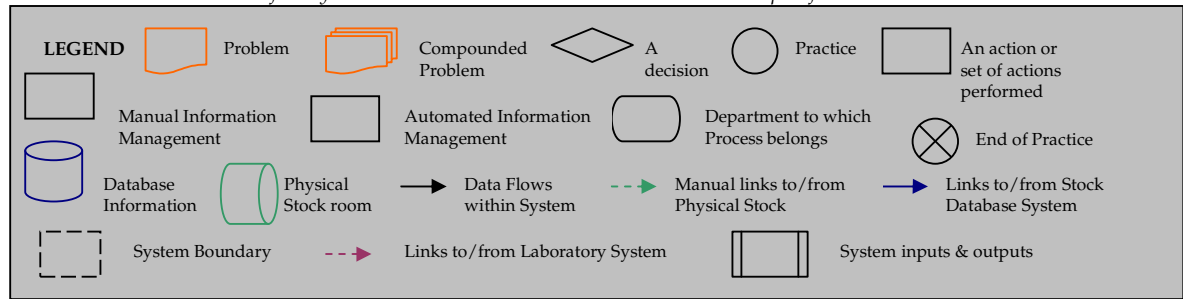 LEGEND Problem Compounded Problem A decision Practice An action or set of actions performed
Manual Information Management Automated Information Management Department to which Process belongs End of Practice
Database Information Physical Stock room Data Flows within System Manual links to/from Physical Stock Links to/from Stock Database System
System Boundary Links to/from Laboratory System System inputs & outputs